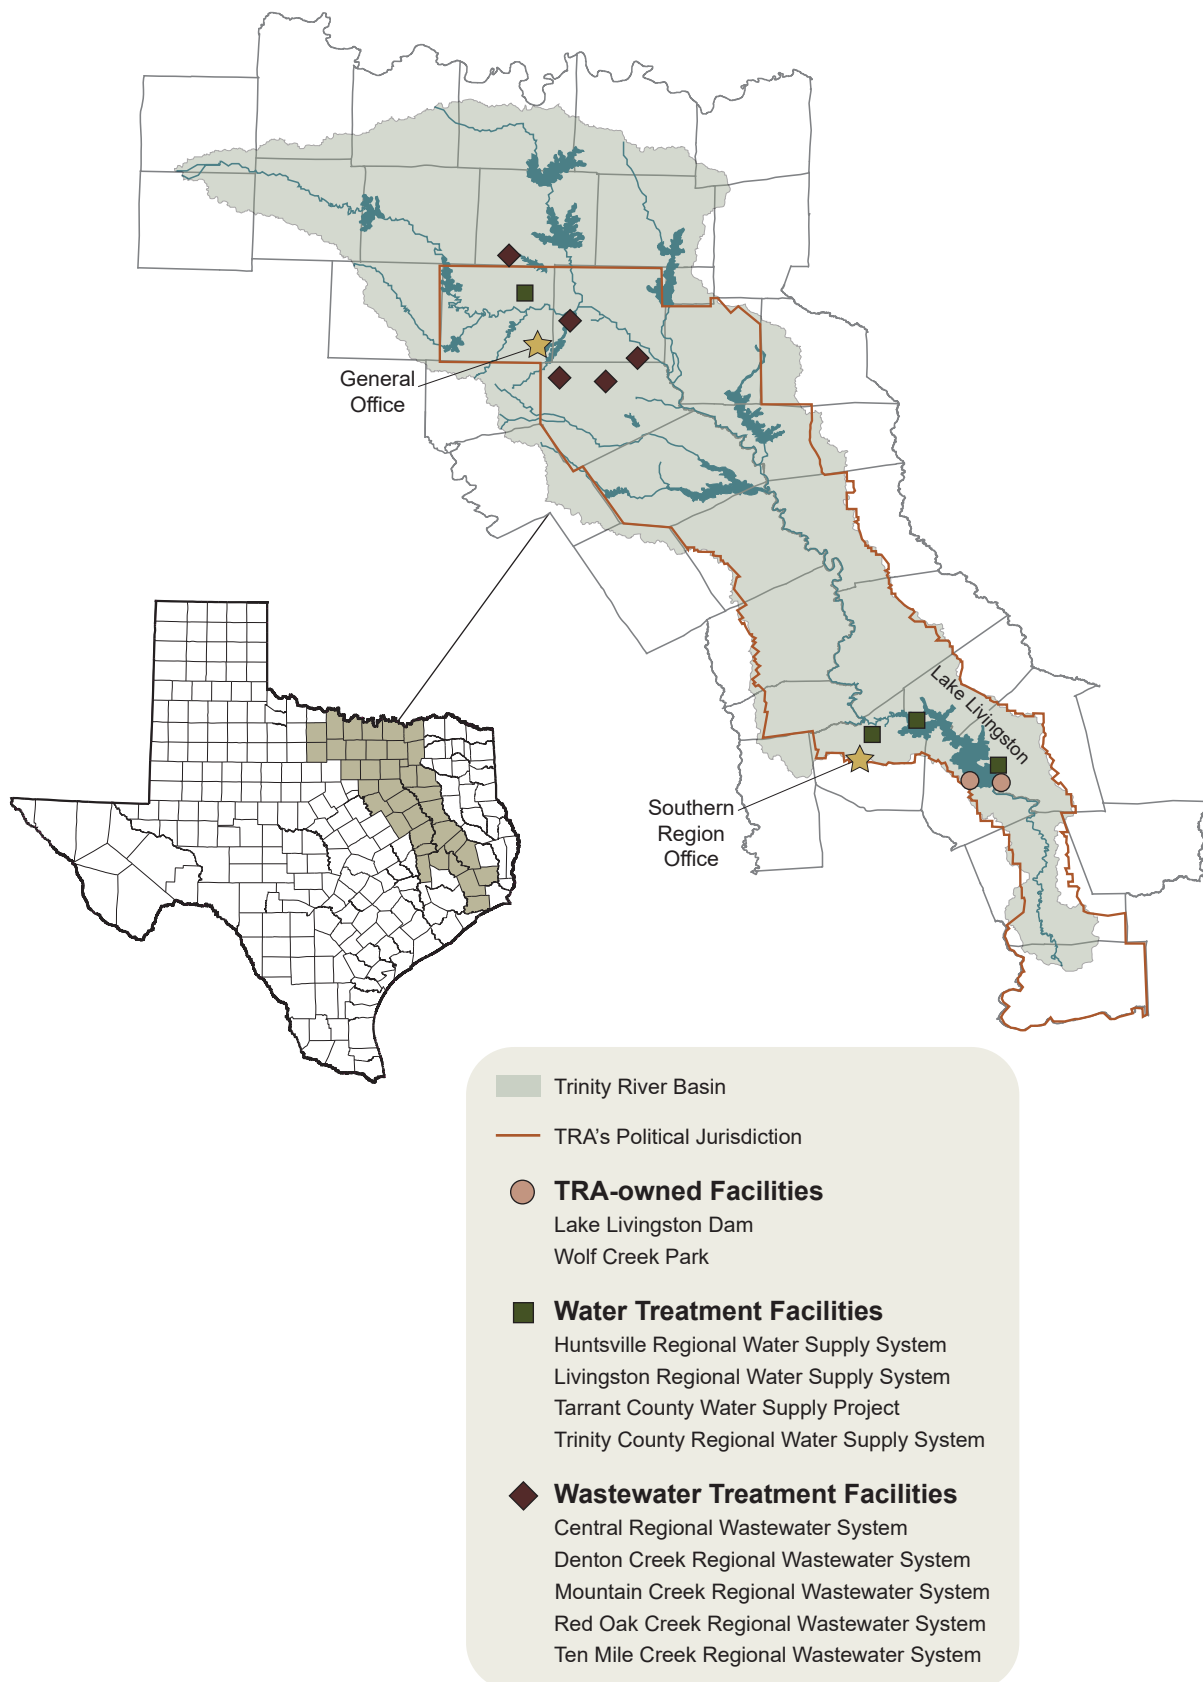 General
Office
Lake Livingston
Southern
Region
Office
Trinity River Basin
TRA's Political Jurisdiction
TRA-owned Facilities
Lake Livingston Dam
Wolf Creek Park
Water Treatment Facilities
Huntsville Regional Water Supply System
Livingston Regional Water Supply System
Tarrant County Water Supply Project
Trinity County Regional Water Supply System
Wastewater Treatment Facilities
Central Regional Wastewater System
Denton Creek Regional Wastewater System
Mountain Creek Regional Wastewater System
Red Oak Creek Regional Wastewater System
Ten Mile Creek Regional Wastewater System